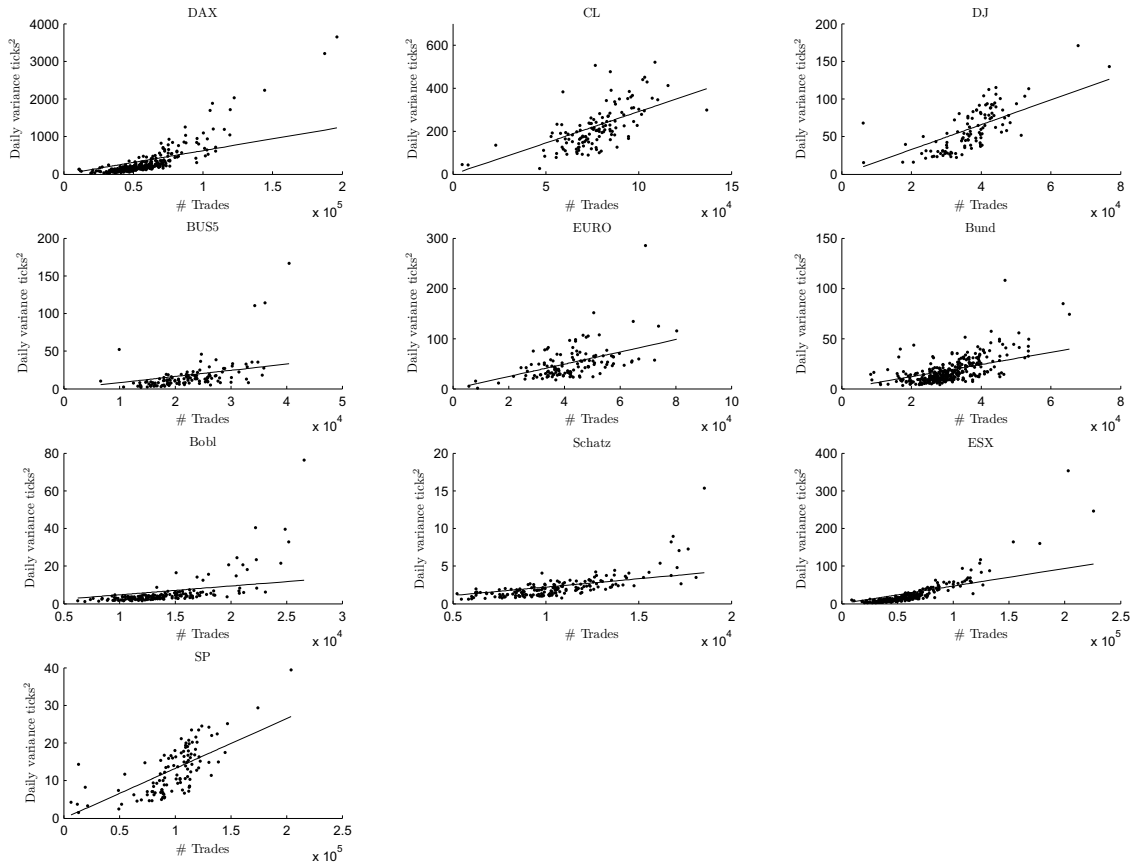 DAX
4000
3000
2000
1000
0
Daily variance ticks²
0 0.5 1 1.5 2
# Trades
x 10⁵
CL
600
400
200
0
Daily variance ticks²
0 5 10 15
# Trades
x 10⁴
DJ
200
150
100
50
0
Daily variance ticks²
0 2 4 6 8
# Trades
x 10⁴
BUS5
200
150
100
50
0
Daily variance ticks²
0 1 2 3 4 5
# Trades
x 10⁴
EURO
300
200
100
0
Daily variance ticks²
0 2 4 6 8 10
# Trades
x 10⁴
Bund
150
100
50
0
Daily variance ticks²
0 2 4 6 8
# Trades
x 10⁴
Bobl
80
60
40
20
0
Daily variance ticks²
0.5 1 1.5 2 2.5 3
# Trades
x 10⁴
Schatz
20
15
10
5
0
Daily variance ticks²
0.5 1 1.5 2
# Trades
x 10⁴
ESX
400
300
200
100
0
Daily variance ticks²
0 0.5 1 1.5 2 2.5
# Trades
x 10⁵
SP
40
30
20
10
0
Daily variance ticks²
0 0.5 1 1.5 2 2.5
# Trades
x 10⁵